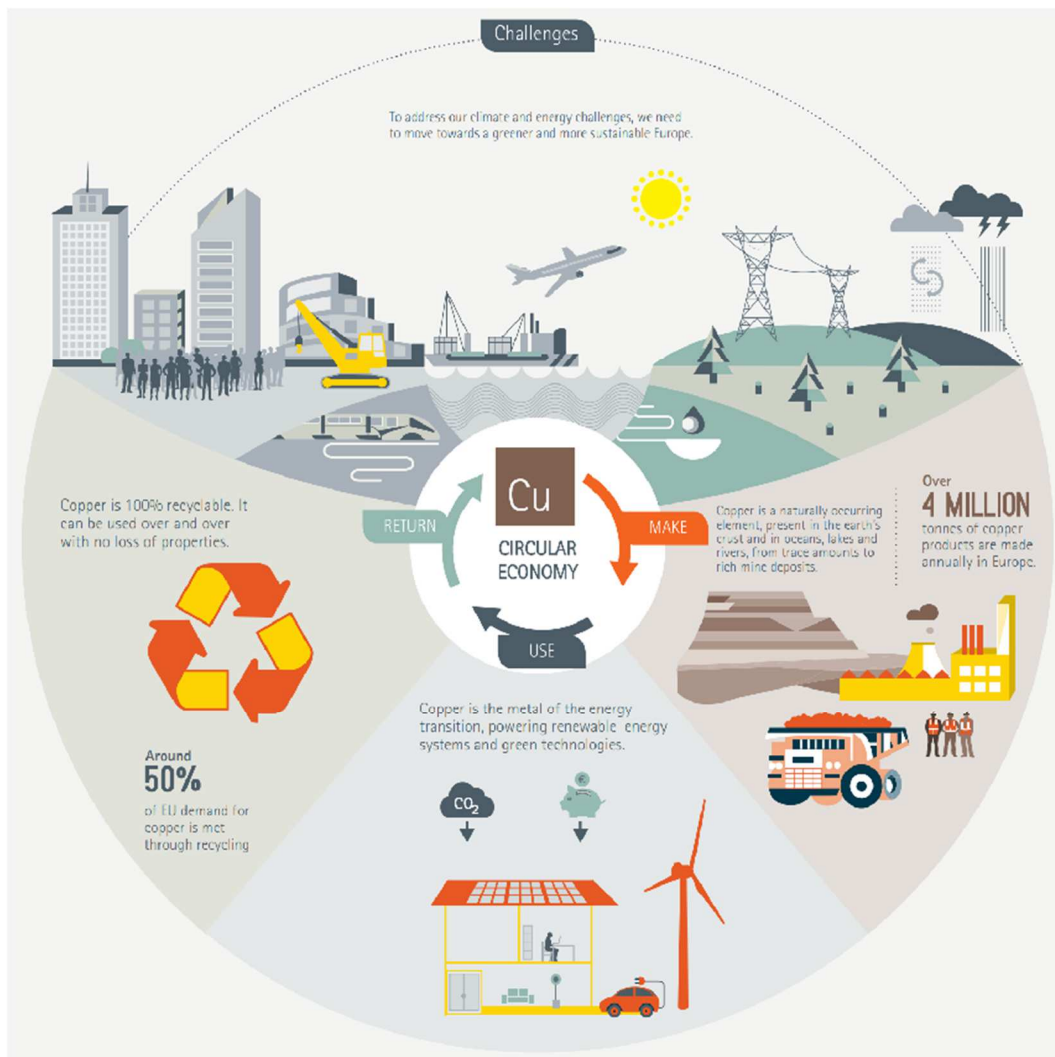 Challenges
To address our climate and energy challenges, we need
to move towards a greener and more sustainable Europe.
Cu
CIRCULAR
ECONOMY
RETURN
MAKE
USE
Copper is 100% recyclable. It
can be used over and over
with no loss of properties.
Around
50%
of EU demand for
copper is met
through recycling
Copper is a naturally occurring
element, present in the earth's
crust and in oceans, lakes and
rivers, from trace amounts to
rich mine deposits.
Over
4 MILLION
tonnes of copper
products are made
annually in Europe.
Copper is the metal of the energy
transition, powering renewable energy
systems and green technologies.
CO2